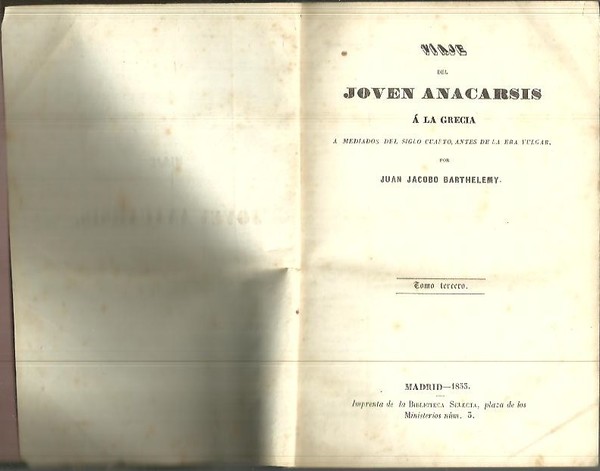 VIAJE
DEL
JOVEN ANACARSIS
Á LA GRECIA
A MEDIADOS DEL SIGLO CUARTO, ANTES DE LA ERA VULGAR,
POR
JUAN JACOBO BARTHELEMY.
Tomo tercero.
MADRID—1835.
Imprenta de la BIBLIOTECA SELECTA, plaza de los
Ministerios núm. 3.